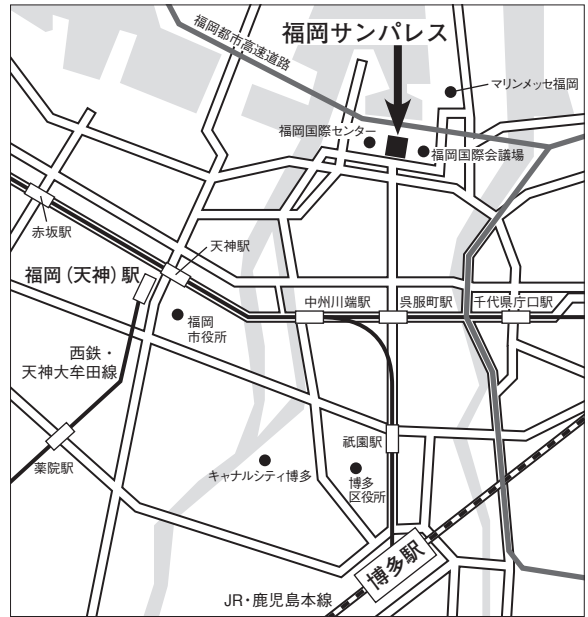 福岡サンパレス
福岡都市高速道路
マリンメッセ福岡
福岡国際センター
福岡国際会議場
赤坂駅
天神駅
福岡（天神）駅
中州川端駅
呉服町駅
千代県庁口駅
福岡
市役所
西鉄・
天神大牟田線
祇園駅
薬院駅
キャナルシティ博多
博多
区役所
博多駅
JR・鹿児島本線